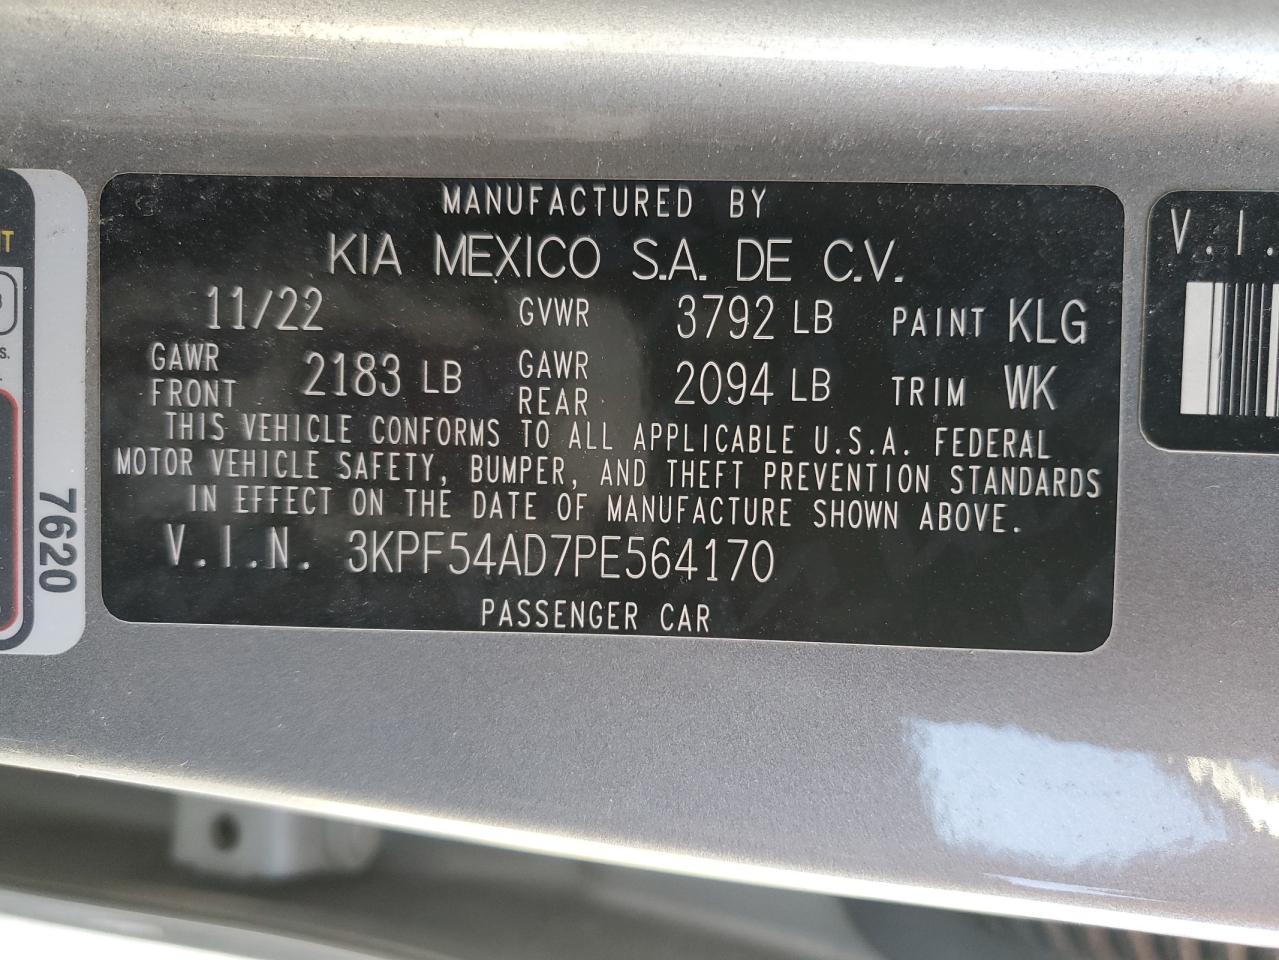 MANUFACTURED BY
KIA MEXICO S.A. DE C.V.
11/22 GVWR 3792 LB PAINT KLG
GAWR FRONT 2183 LB GAWR REAR 2094 LB TRIM WK
THIS VEHICLE CONFORMS TO ALL APPLICABLE U.S.A. FEDERAL
MOTOR VEHICLE SAFETY, BUMPER, AND THEFT PREVENTION STANDARDS
IN EFFECT ON THE DATE OF MANUFACTURE SHOWN ABOVE.
V.I.N. 3KPF54AD7PE564170
PASSENGER CAR
7620
V.I.